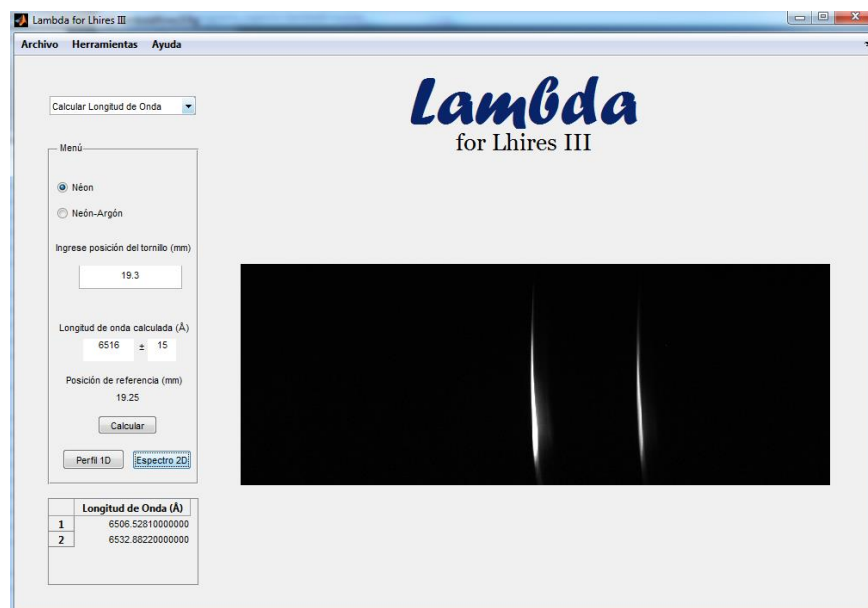 Lambda for Lhires III
Archivo Herramientas Ayuda
Lambda
for Lhires III
Calcular Longitud de Onda
Menú
Néon
Neón-Argón
Ingrese posición del tornillo (mm)
19.3
Longitud de onda calculada (Å)
6516 ± 15
Posición de referencia (mm)
19.25
Calcular
Perfil 1D Espectro 2D
Longitud de Onda (Å)
1 6506.52810000000
2 6532.88220000000